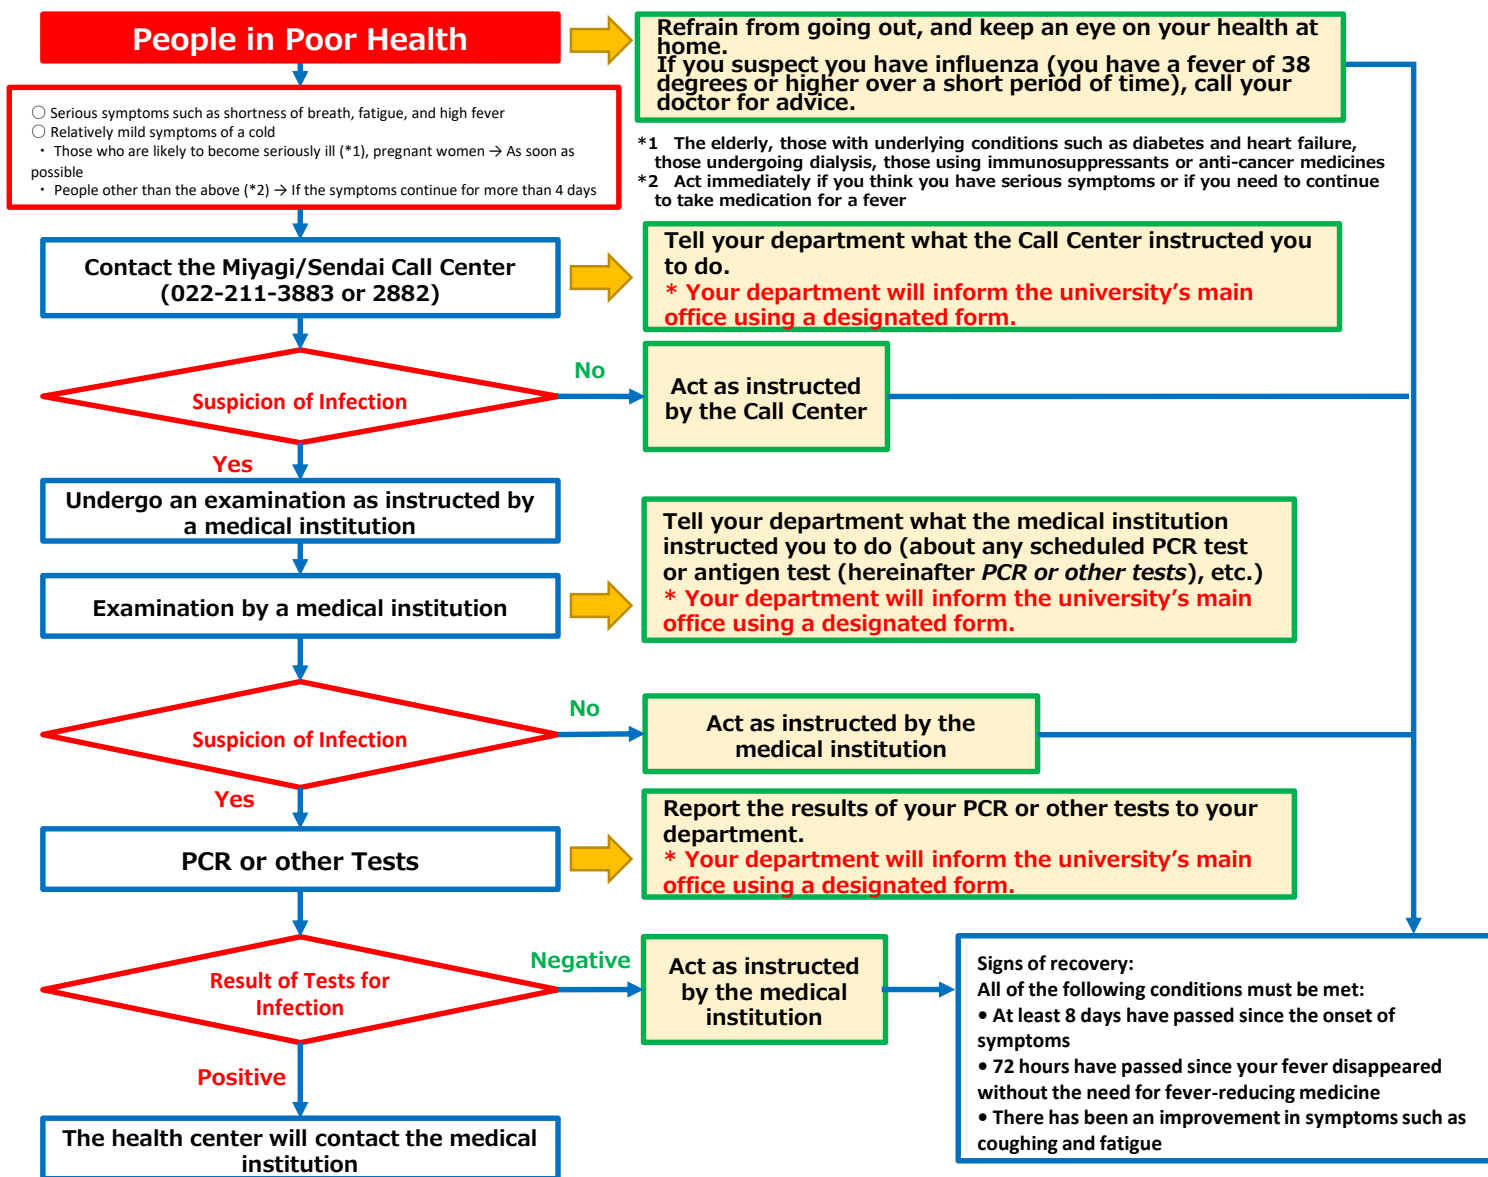 People in Poor Health
Refrain from going out, and keep an eye on your health at
home.
If you suspect you have influenza (you have a fever of 38
degrees or higher over a short period of time), call your
doctor for advice.
○ Serious symptoms such as shortness of breath, fatigue, and high fever
○ Relatively mild symptoms of a cold
・ Those who are likely to become seriously ill (*1), pregnant women → As soon as
possible
・ People other than the above (*2) → If the symptoms continue for more than 4 days
*1 The elderly, those with underlying conditions such as diabetes and heart failure,
those undergoing dialysis, those using immunosuppressants or anti-cancer medicines
*2 Act immediately if you think you have serious symptoms or if you need to continue
to take medication for a fever
Contact the Miyagi/Sendai Call Center
(022-211-3883 or 2882)
Tell your department what the Call Center instructed you
to do.
* Your department will inform the university's main
office using a designated form.
Suspicion of Infection
No
Act as instructed
by the Call Center
Yes
Undergo an examination as instructed by
a medical institution
Examination by a medical institution
Tell your department what the medical institution
instructed you to do (about any scheduled PCR test
or antigen test (hereinafter PCR or other tests), etc.)
* Your department will inform the university's main
office using a designated form.
Suspicion of Infection
No
Act as instructed by the
medical institution
Yes
PCR or other Tests
Report the results of your PCR or other tests to your
department.
* Your department will inform the university's main
office using a designated form.
Result of Tests for
Infection
Negative
Act as instructed
by the medical
institution
Signs of recovery:
All of the following conditions must be met:
• At least 8 days have passed since the onset of
symptoms
• 72 hours have passed since your fever disappeared
without the need for fever-reducing medicine
• There has been an improvement in symptoms such as
coughing and fatigue
Positive
The health center will contact the medical
institution